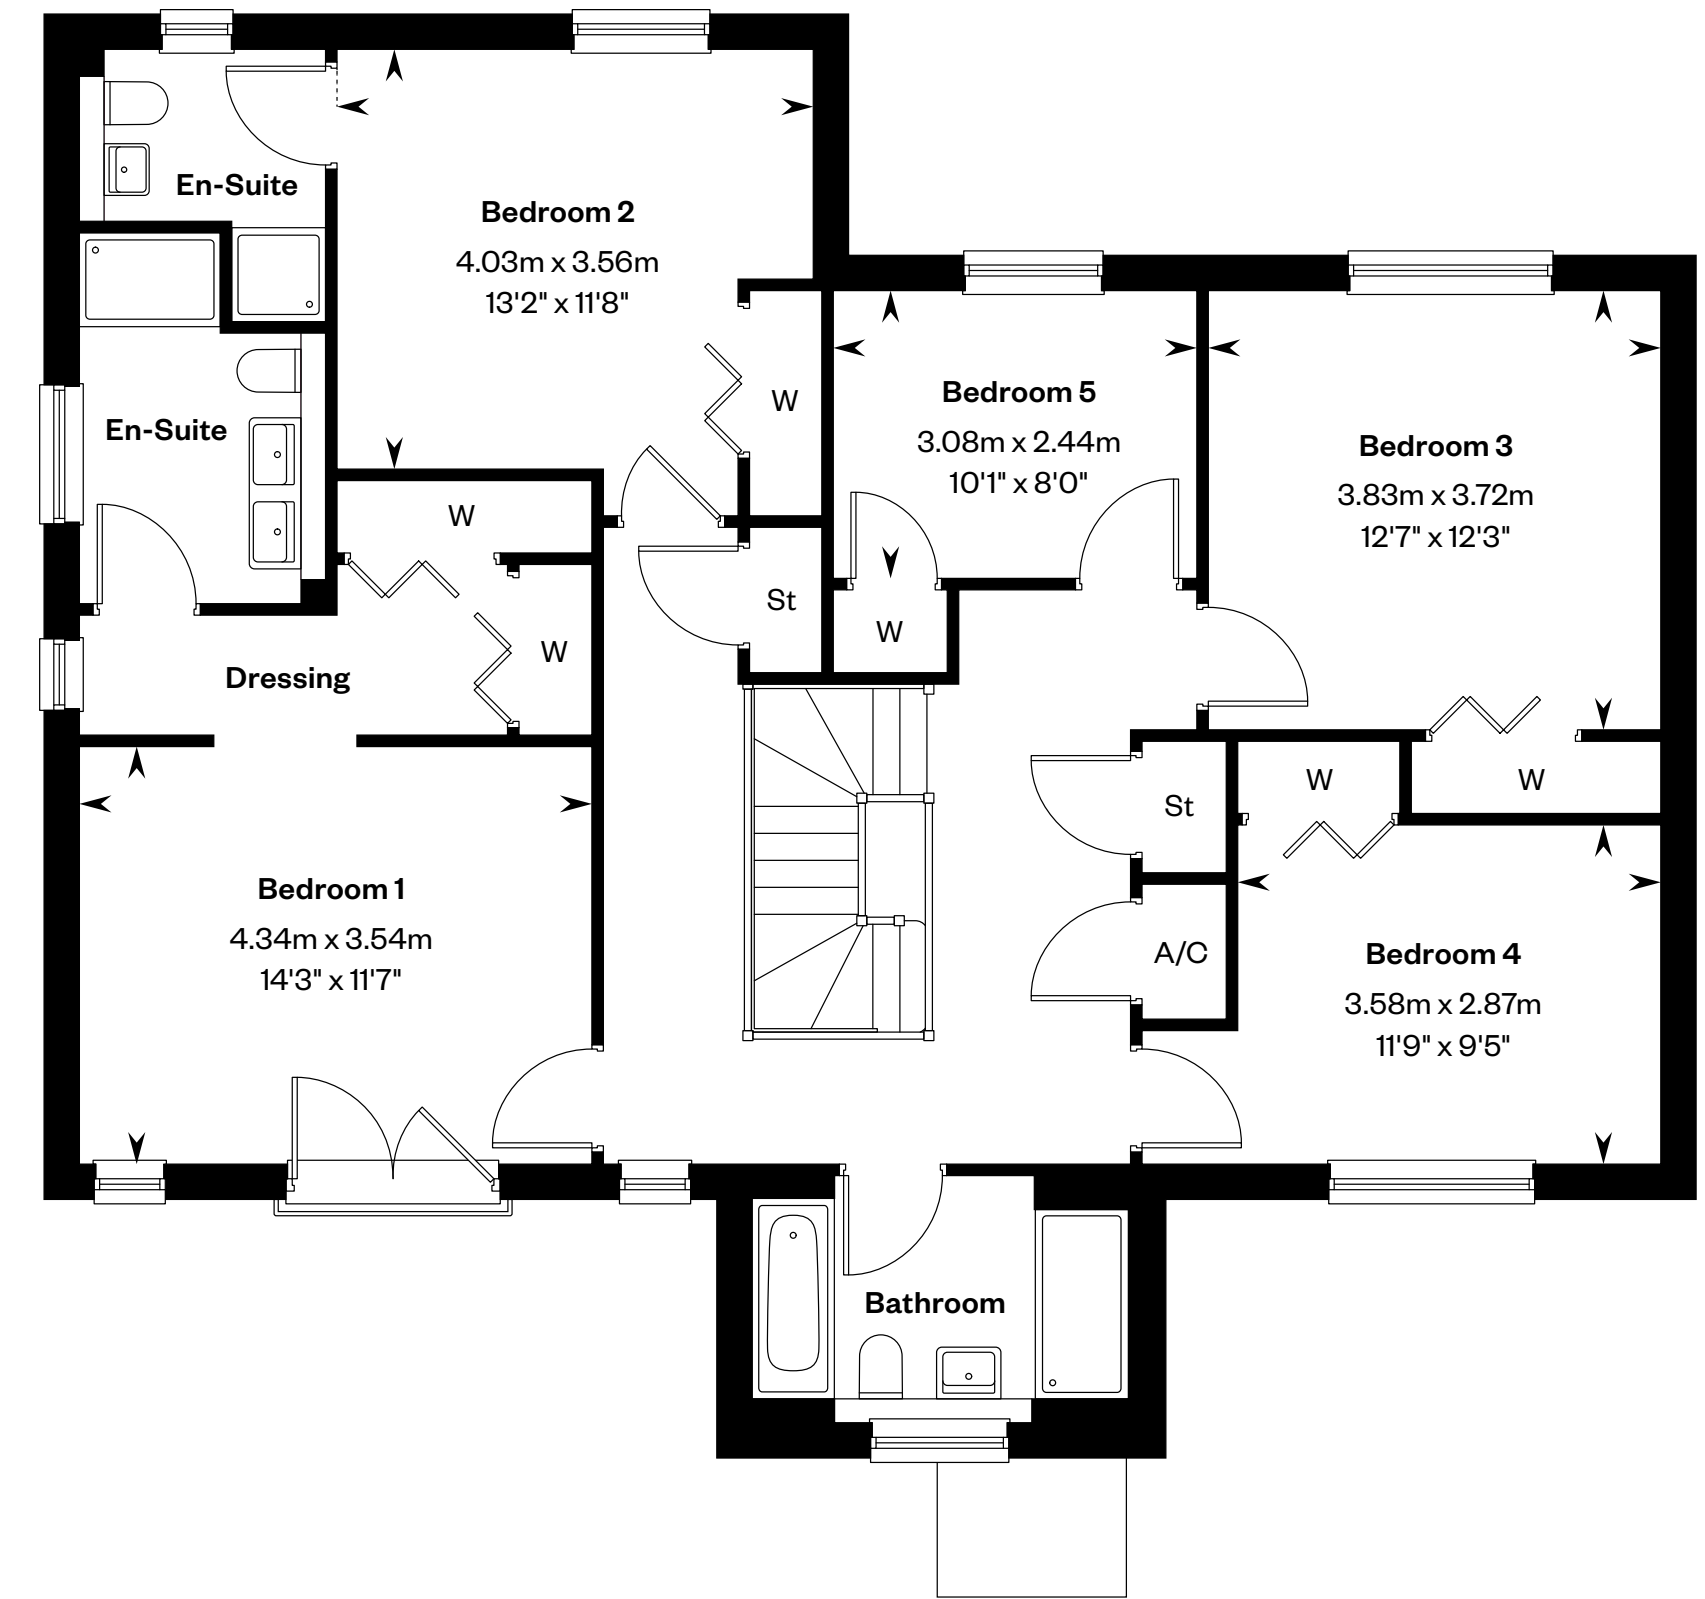 En-Suite
Bedroom 2
4.03m x 3.56m
13'2" x 11'8"
W
Bedroom 5
3.08m x 2.44m
10'1" x 8'0"
Bedroom 3
3.83m x 3.72m
12'7" x 12'3"
En-Suite
W
St
W
W
Dressing
W
W
St
Bedroom 1
4.34m x 3.54m
14'3" x 11'7"
A/C
Bedroom 4
3.58m x 2.87m
11'9" x 9'5"
Bathroom